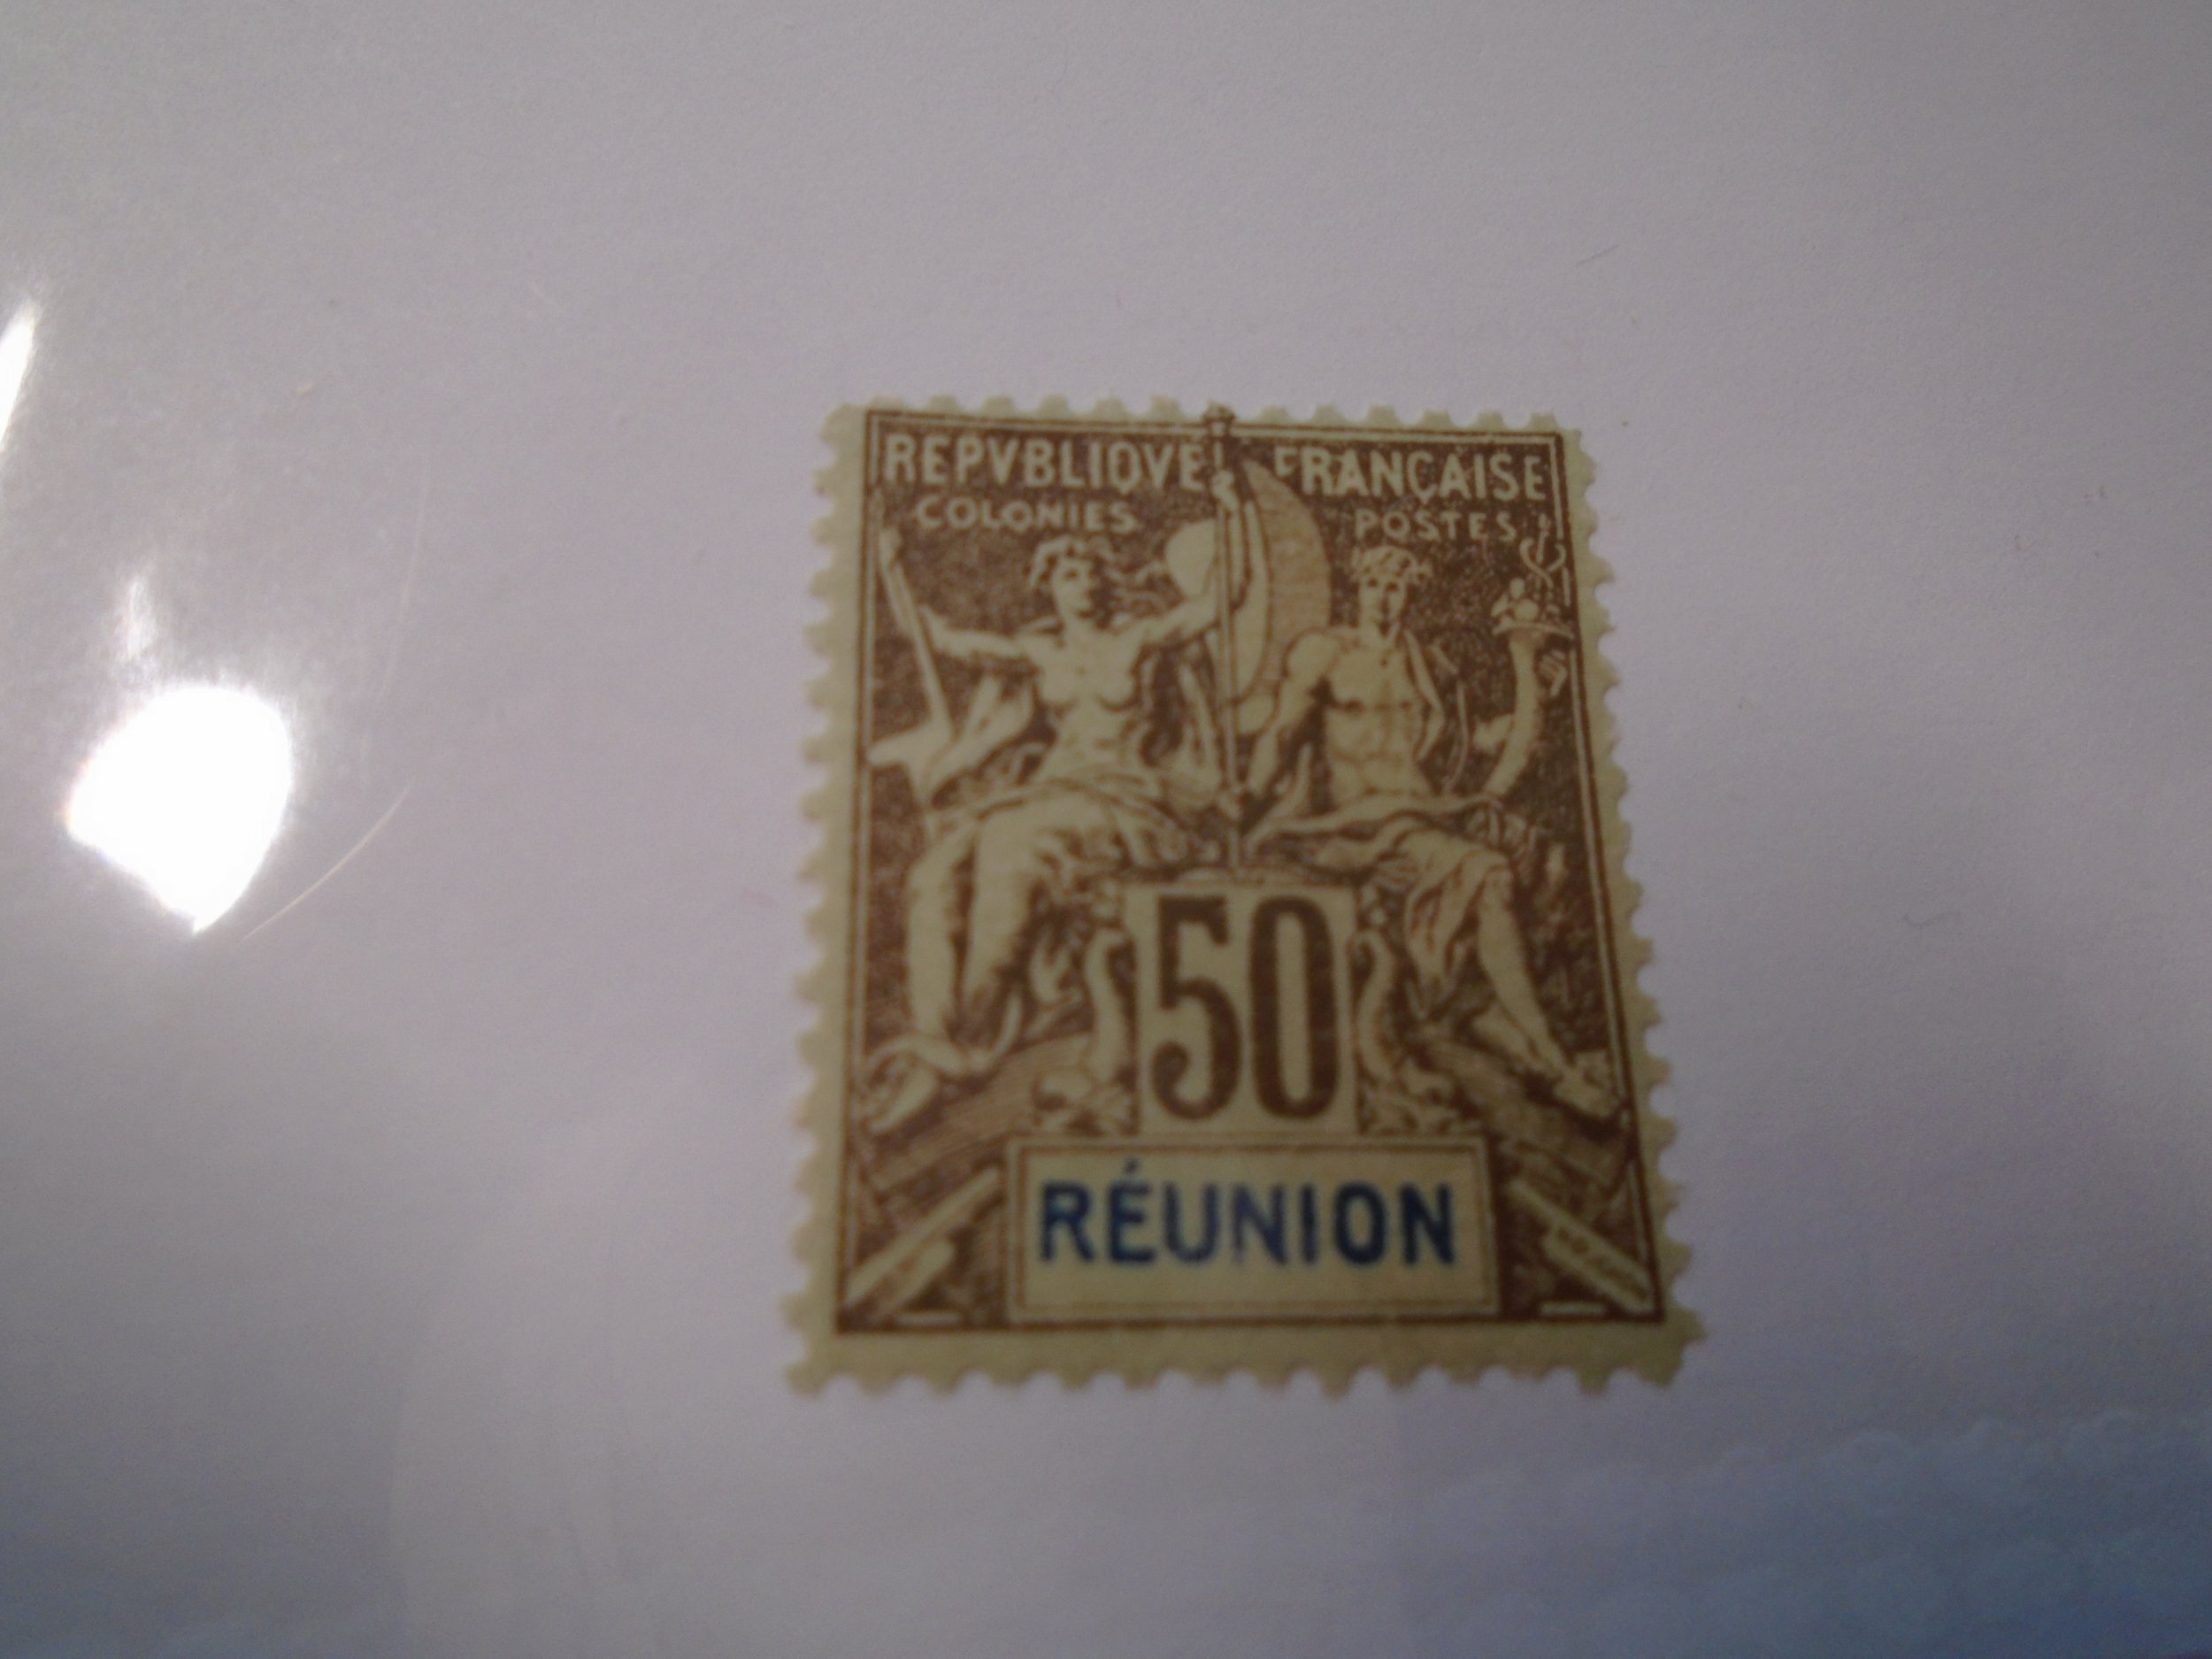 REPVBLIQVE FRANÇAISE
COLONIES POSTES
50
RÉUNION